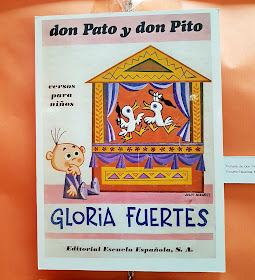 don Pato y don Pito
versos
para
niños
GLORIA FUERTES
Editorial Escuela Española, S. A.